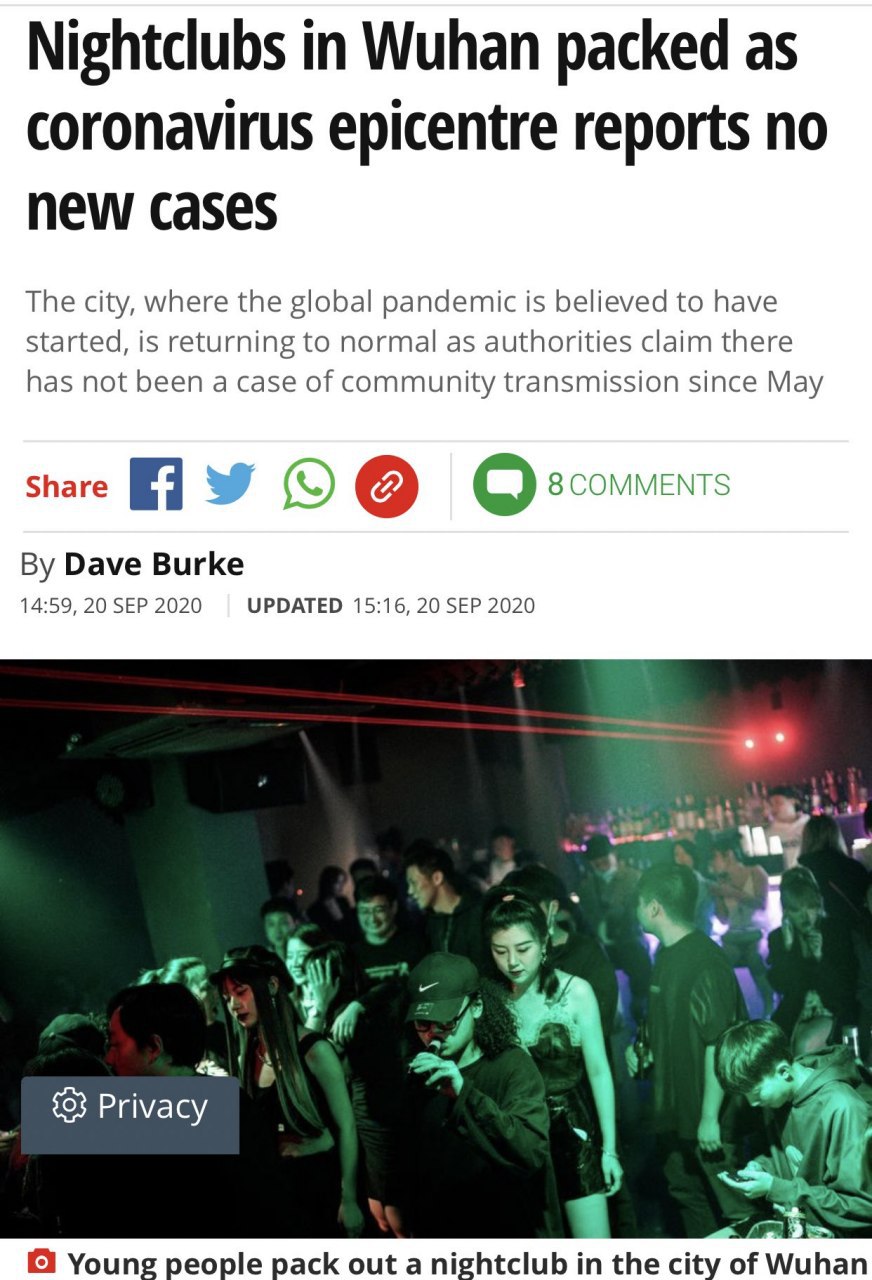 Nightclubs in Wuhan packed as
coronavirus epicentre reports no
new cases
The city, where the global pandemic is believed to have
started, is returning to normal as authorities claim there
has not been a case of community transmission since May
Share
8 COMMENTS
By Dave Burke
14:59, 20 SEP 2020 UPDATED 15:16, 20 SEP 2020
Privacy
Young people pack out a nightclub in the city of Wuhan